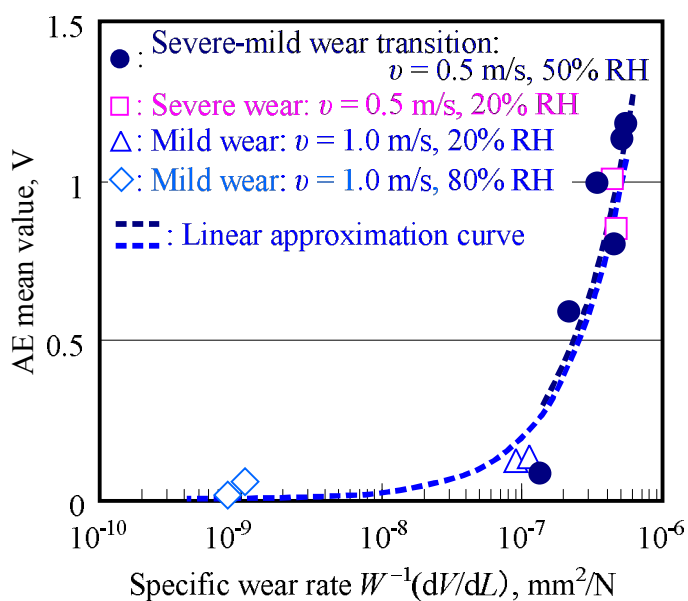 1.5
: Severe-mild wear transition:
υ = 0.5 m/s, 50% RH
: Severe wear: υ = 0.5 m/s, 20% RH
: Mild wear: υ = 1.0 m/s, 20% RH
1
: Mild wear: υ = 1.0 m/s, 80% RH
: Linear approximation curve
AE mean value, V
0.5
0
10⁻¹⁰ 10⁻⁹ 10⁻⁸ 10⁻⁷ 10⁻⁶
Specific wear rate W⁻¹(dV/dL), mm²/N